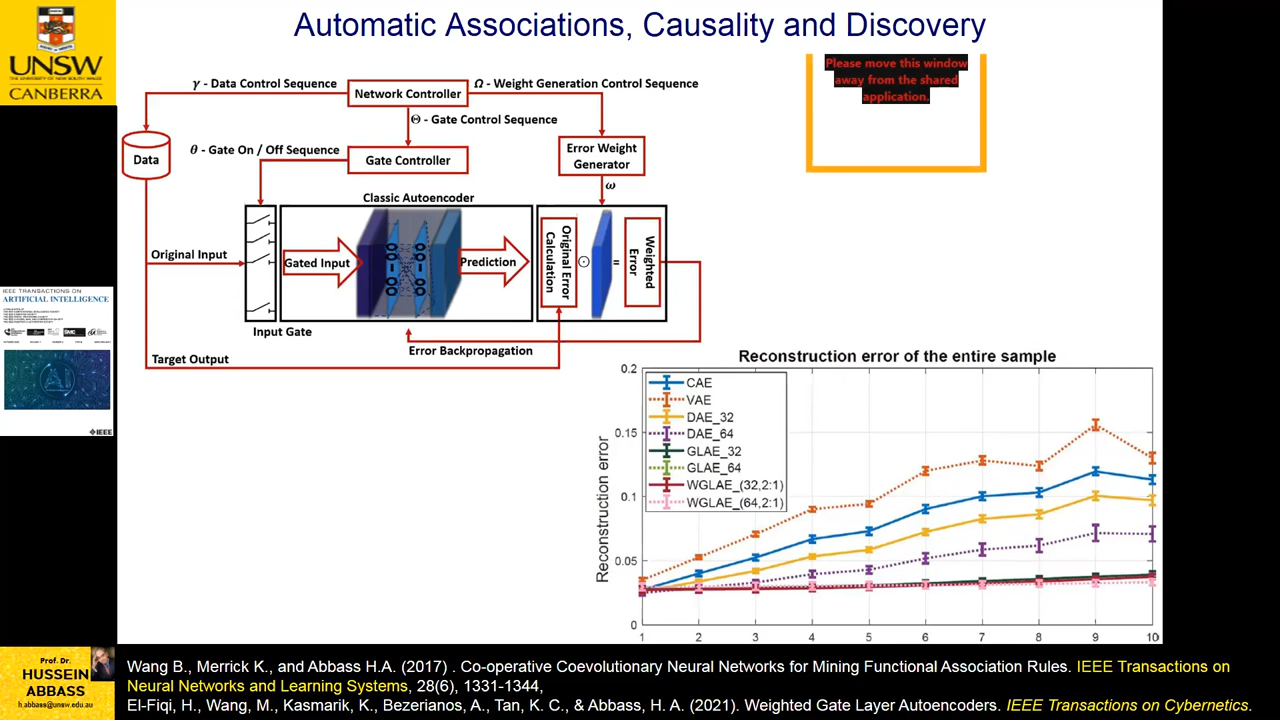 Automatic Associations, Causality and Discovery
UNSW
CANBERRA
Please move this window
away from the shared
application.
γ - Data Control Sequence
Network Controller
Ω - Weight Generation Control Sequence
Θ - Gate Control Sequence
Data
θ - Gate On / Off Sequence
Gate Controller
Error Weight
Generator
ω
Classic Autoencoder
Original Input
Gated Input
Prediction
Original Error
Calculation
⊙
=
Weighted
Error
Input Gate
Error Backpropagation
Target Output
IEEE TRANSACTIONS ON
ARTIFICIAL INTELLIGENCE
SMC
AI
IEEE
Reconstruction error of the entire sample
Reconstruction error
0.2
0.15
0.1
0.05
0
CAE
VAE
DAE_32
DAE_64
GLAE_32
GLAE_64
WGLAE_(32,2:1)
WGLAE_(64,2:1)
1 2 3 4 5 6 7 8 9 10
Prof. Dr.
HUSSEIN
ABBASS
h.abbass@unsw.edu.au
Wang B., Merrick K., and Abbass H.A. (2017) . Co-operative Coevolutionary Neural Networks for Mining Functional Association Rules. IEEE Transactions on
Neural Networks and Learning Systems, 28(6), 1331-1344,
El-Fiqi, H., Wang, M., Kasmarik, K., Bezerianos, A., Tan, K. C., & Abbass, H. A. (2021). Weighted Gate Layer Autoencoders. IEEE Transactions on Cybernetics.